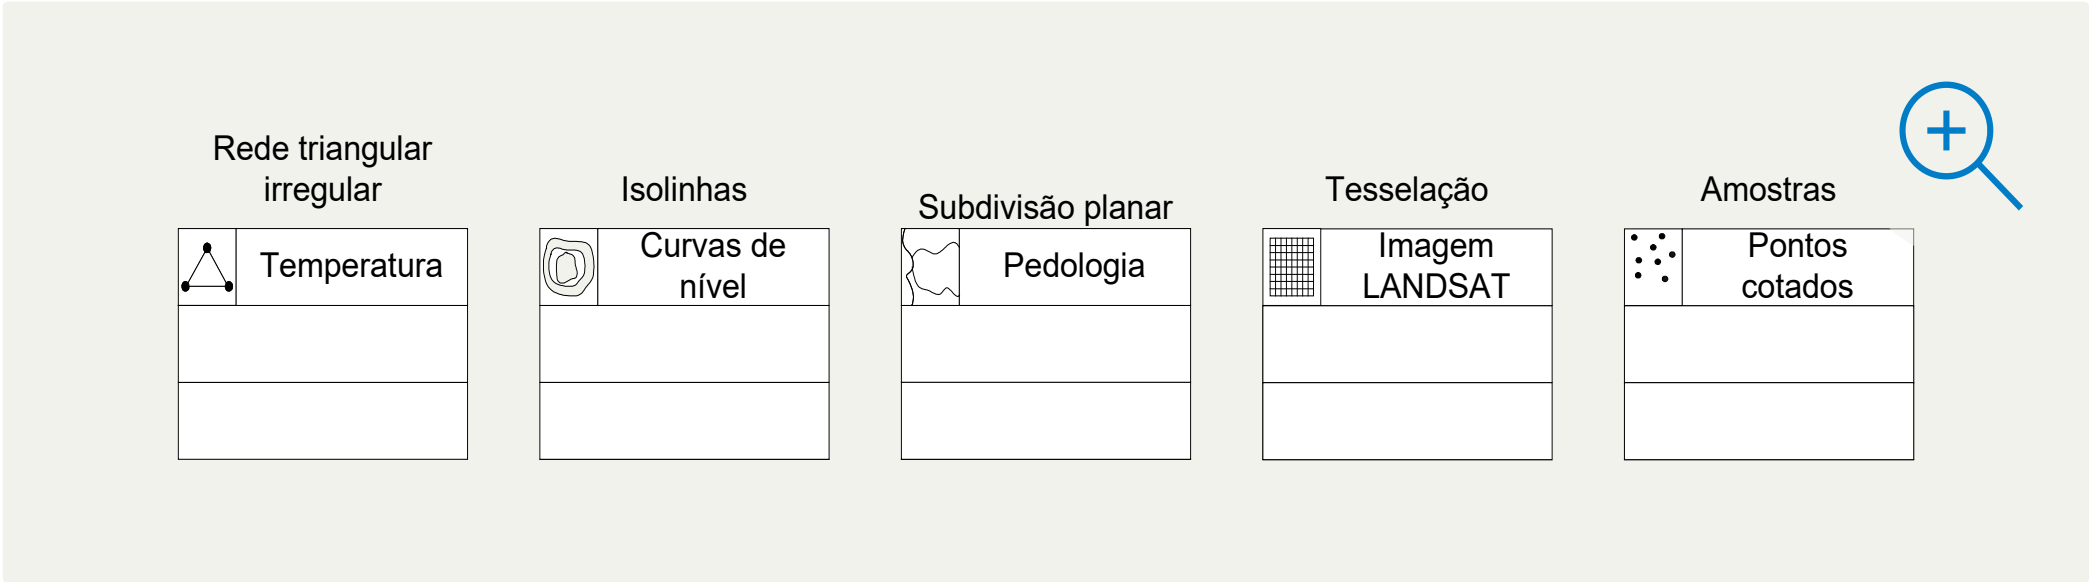 Rede triangular
irregular
Temperatura
Isolinhas
Curvas de
nível
Subdivisão planar
Pedologia
Tesselação
Imagem
LANDSAT
Amostras
Pontos
cotados